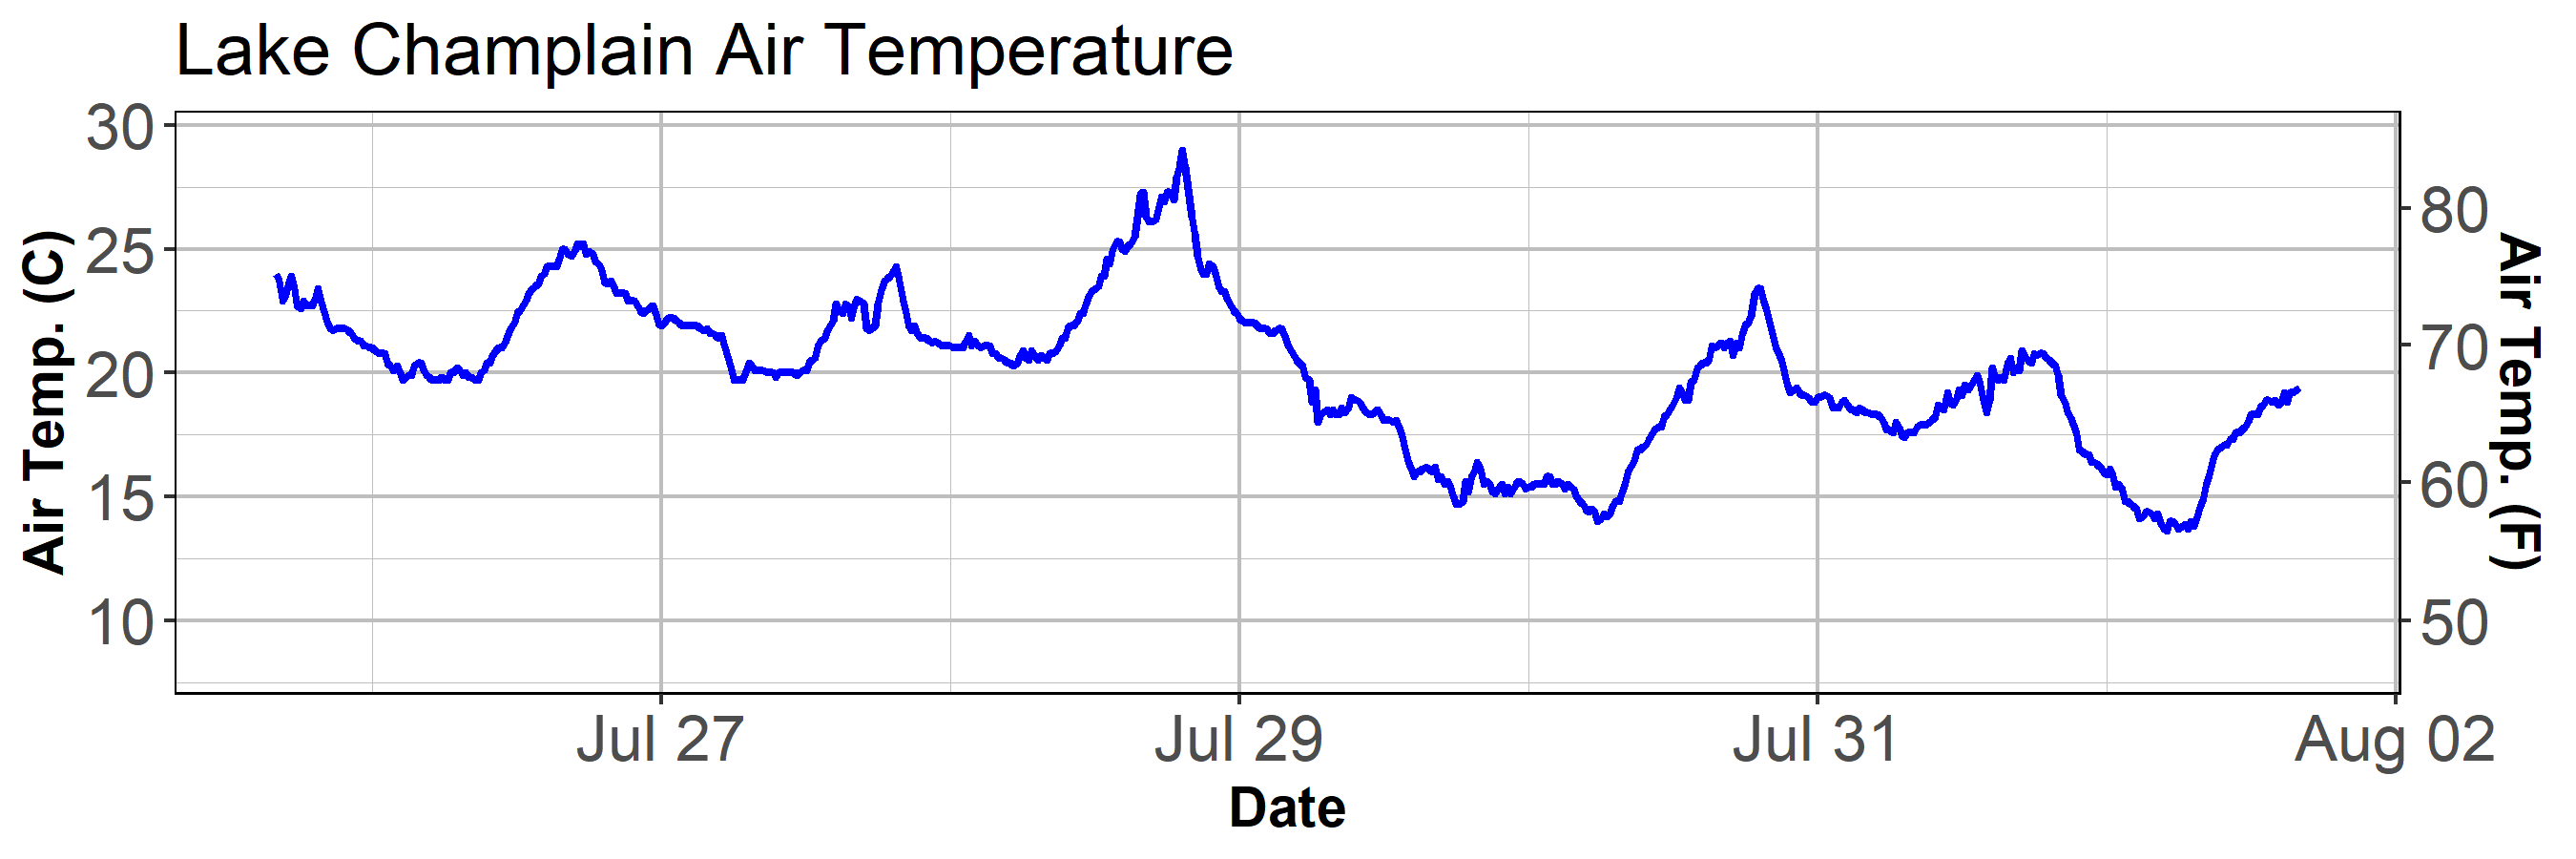 Lake Champlain Air Temperature
30
25
20
15
10
Air Temp. (C)
80
70
60
50
Air Temp. (F)
Jul 27 Jul 29 Jul 31 Aug 02
Date